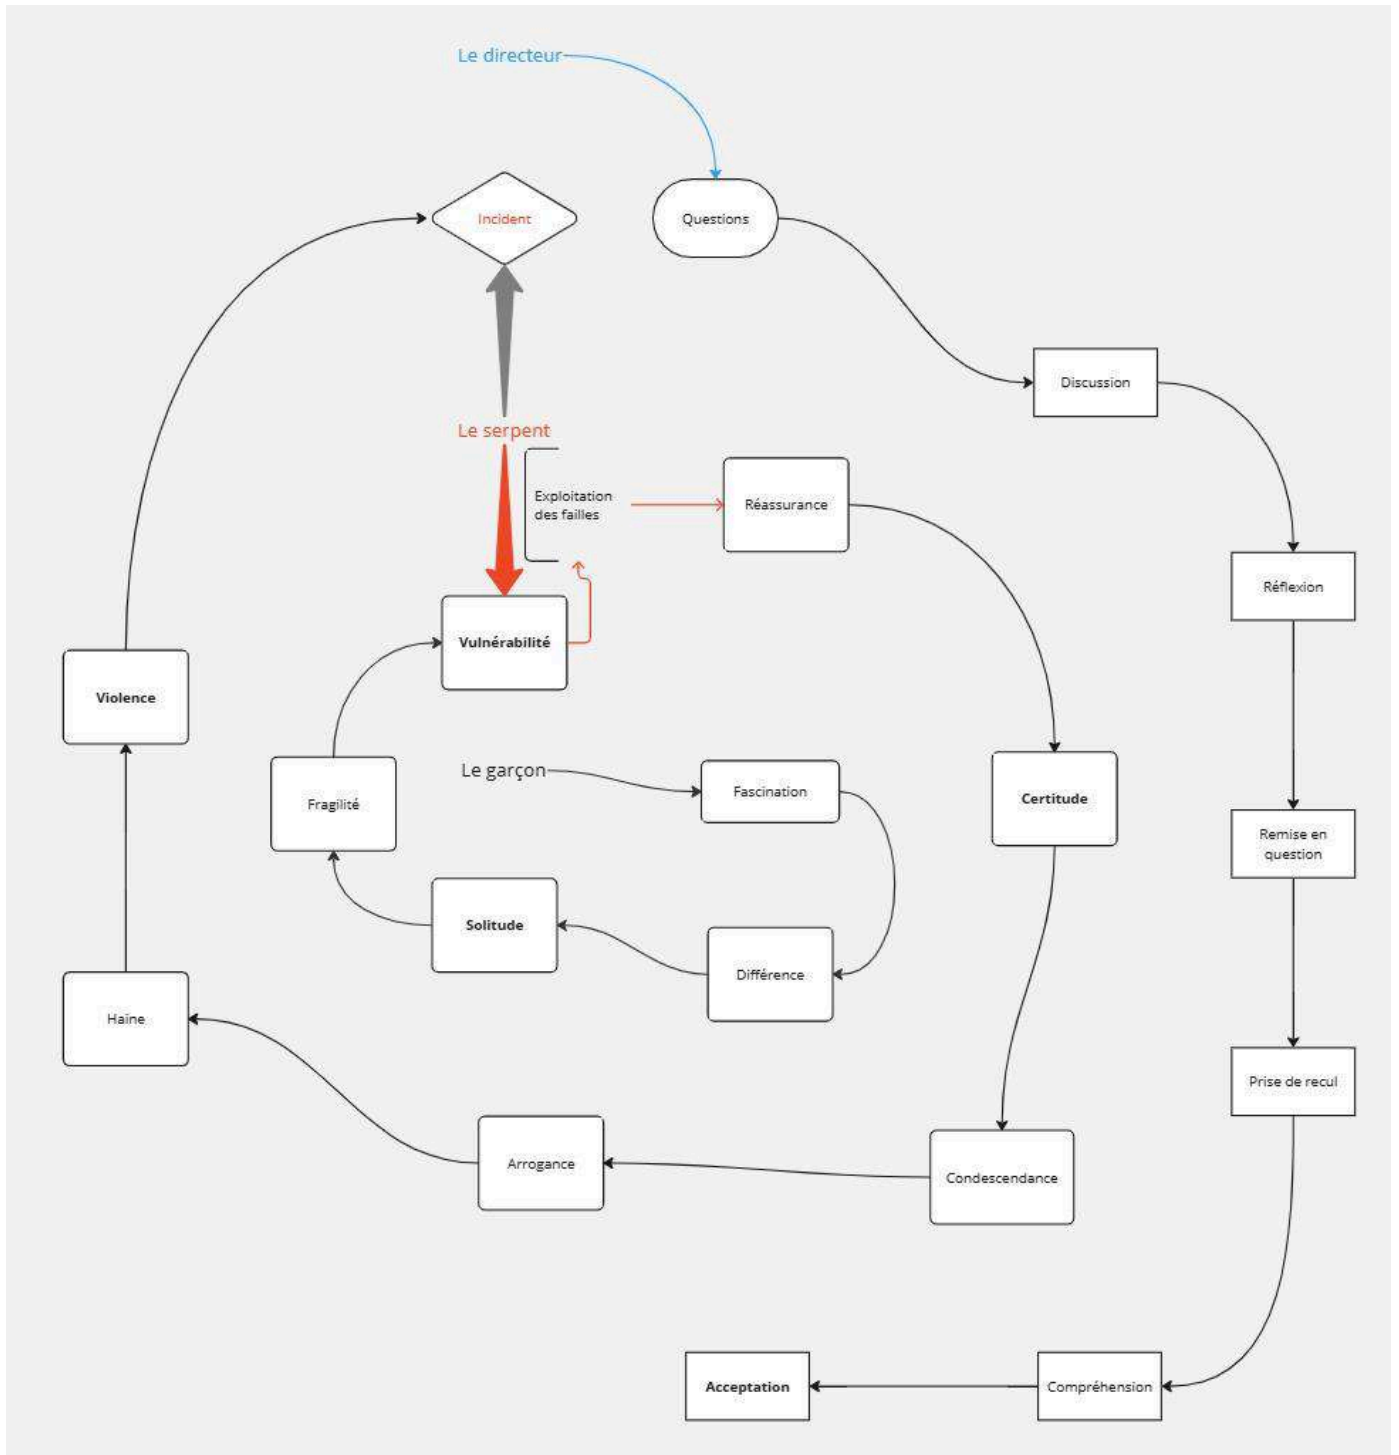 Le directeur
Incident
Questions
Discussion
Le serpent
Exploitation
des failles
Réassurance
Réflexion
Vulnérabilité
Violence
Le garçon
Fascination
Fragilité
Certitude
Remise en
question
Solitude
Différence
Haine
Prise de recul
Arrogance
Condescendance
Acceptation
Compréhension